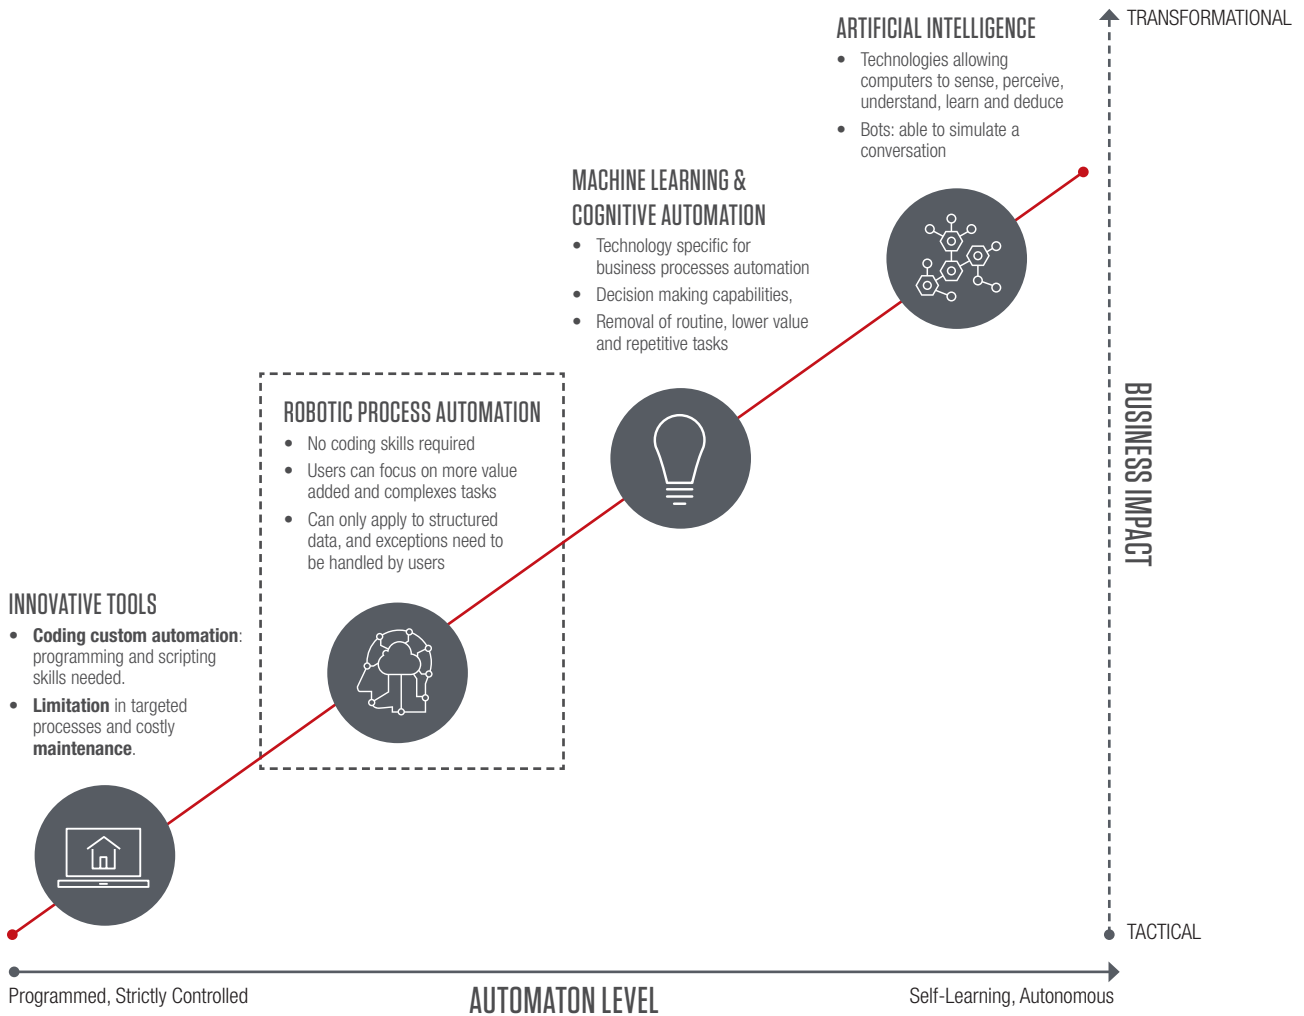 ARTIFICIAL INTELLIGENCE
• Technologies allowing
computers to sense, perceive,
understand, learn and deduce
• Bots: able to simulate a
conversation
TRANSFORMATIONAL
MACHINE LEARNING &
COGNITIVE AUTOMATION
• Technology specific for
business processes automation
• Decision making capabilities,
• Removal of routine, lower value
and repetitive tasks
ROBOTIC PROCESS AUTOMATION
• No coding skills required
• Users can focus on more value
added and complexes tasks
• Can only apply to structured
data, and exceptions need to
be handled by users
INNOVATIVE TOOLS
• Coding custom automation:
programming and scripting
skills needed.
• Limitation in targeted
processes and costly
maintenance.
BUSINESS IMPACT
TACTICAL
Programmed, Strictly Controlled
AUTOMATON LEVEL
Self-Learning, Autonomous